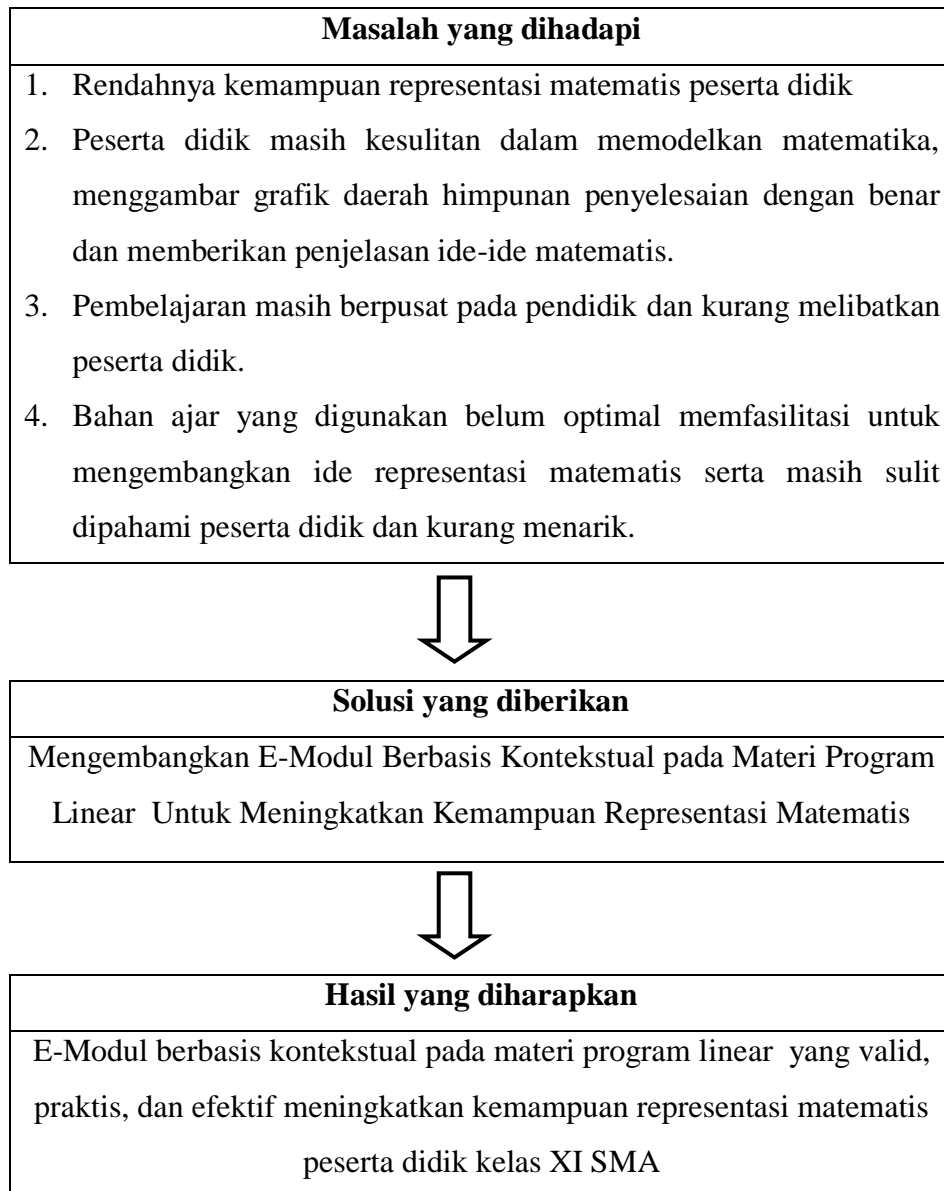 Masalah yang dihadapi
1. Rendahnya kemampuan representasi matematis peserta didik
2. Peserta didik masih kesulitan dalam memodelkan matematika,
menggambar grafik daerah himpunan penyelesaian dengan benar
dan memberikan penjelasan ide-ide matematis.
3. Pembelajaran masih berpusat pada pendidik dan kurang melibatkan
peserta didik.
4. Bahan ajar yang digunakan belum optimal memfasilitasi untuk
mengembangkan ide representasi matematis serta masih sulit
dipahami peserta didik dan kurang menarik.
Solusi yang diberikan
Mengembangkan E-Modul Berbasis Kontekstual pada Materi Program
Linear Untuk Meningkatkan Kemampuan Representasi Matematis
Hasil yang diharapkan
E-Modul berbasis kontekstual pada materi program linear yang valid,
praktis, dan efektif meningkatkan kemampuan representasi matematis
peserta didik kelas XI SMA